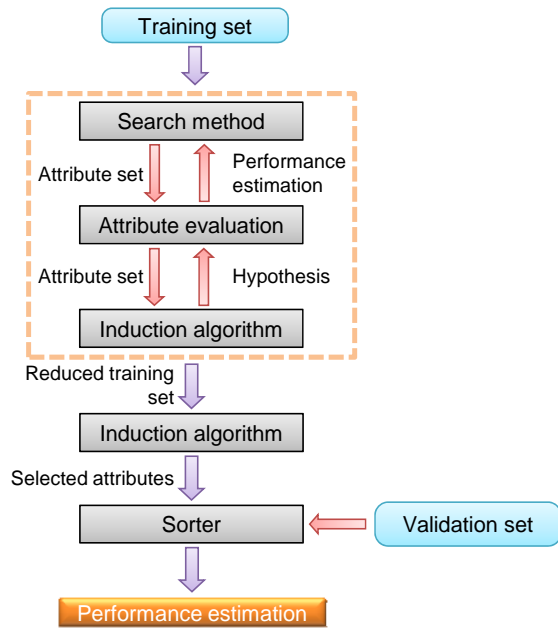 Training set
Search method
Attribute set
Performance
estimation
Attribute evaluation
Attribute set
Hypothesis
Induction algorithm
Reduced training
set
Induction algorithm
Selected attributes
Sorter
Validation set
Performance estimation